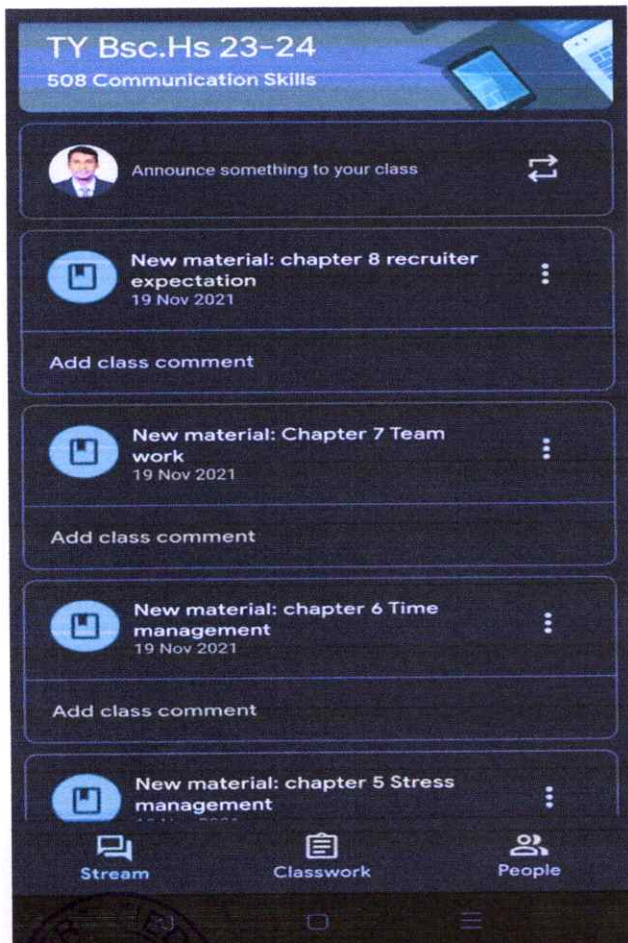 TY Bsc.Hs 23-24
508 Communication Skills
Announce something to your class
New material: chapter 8 recruiter
expectation
19 Nov 2021
Add class comment
New material: Chapter 7 Team
work
19 Nov 2021
Add class comment
New material: chapter 6 Time
management
19 Nov 2021
Add class comment
New material: chapter 5 Stress
management
Stream
Classwork
People